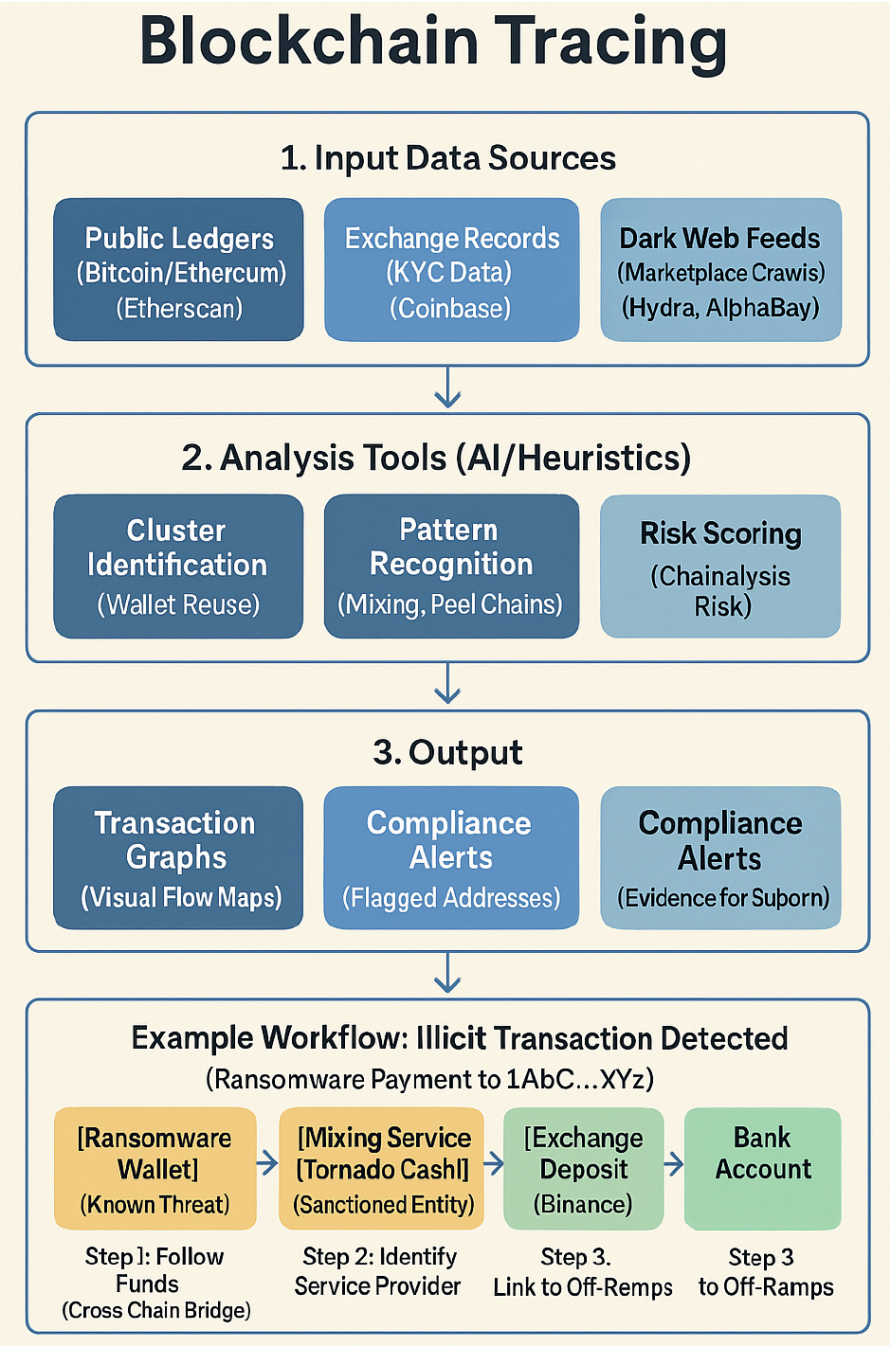 Blockchain Tracing
1. Input Data Sources
Public Ledgers
(Bitcoin/Ethercum)
(Etherscan)
Exchange Records
(KYC Data)
(Coinbase)
Dark Web Feeds
(Marketplace Crawis)
(Hydra, AlphaBay)
2. Analysis Tools (AI/Heuristics)
Cluster
Identification
(Wallet Reuse)
Pattern
Recognition
(Mixing, Peel Chains)
Risk Scoring
(Chainalysis
Risk)
3. Output
Transaction
Graphs
(Visual Flow Maps)
Compliance
Alerts
(Flagged Addresses)
Compliance
Alerts
(Evidence for Suþorn)
Example Workflow: Illicit Transaction Detected
(Ransomware Payment to 1AbC...XYz)
[Ransomware
Wallet]
(Known Threat)
[Mixing Service
[Tornado Cashl]
(Sanctioned Entity)
[Exchange
Deposit
(Binance)
Bank
Account
Step ]: Follow
Funds
(Cross Chain Bridge)
Step 2: Identify
Service Provider
Step 3.
Link to Off-Remps
Step 3
to Off-Ramps